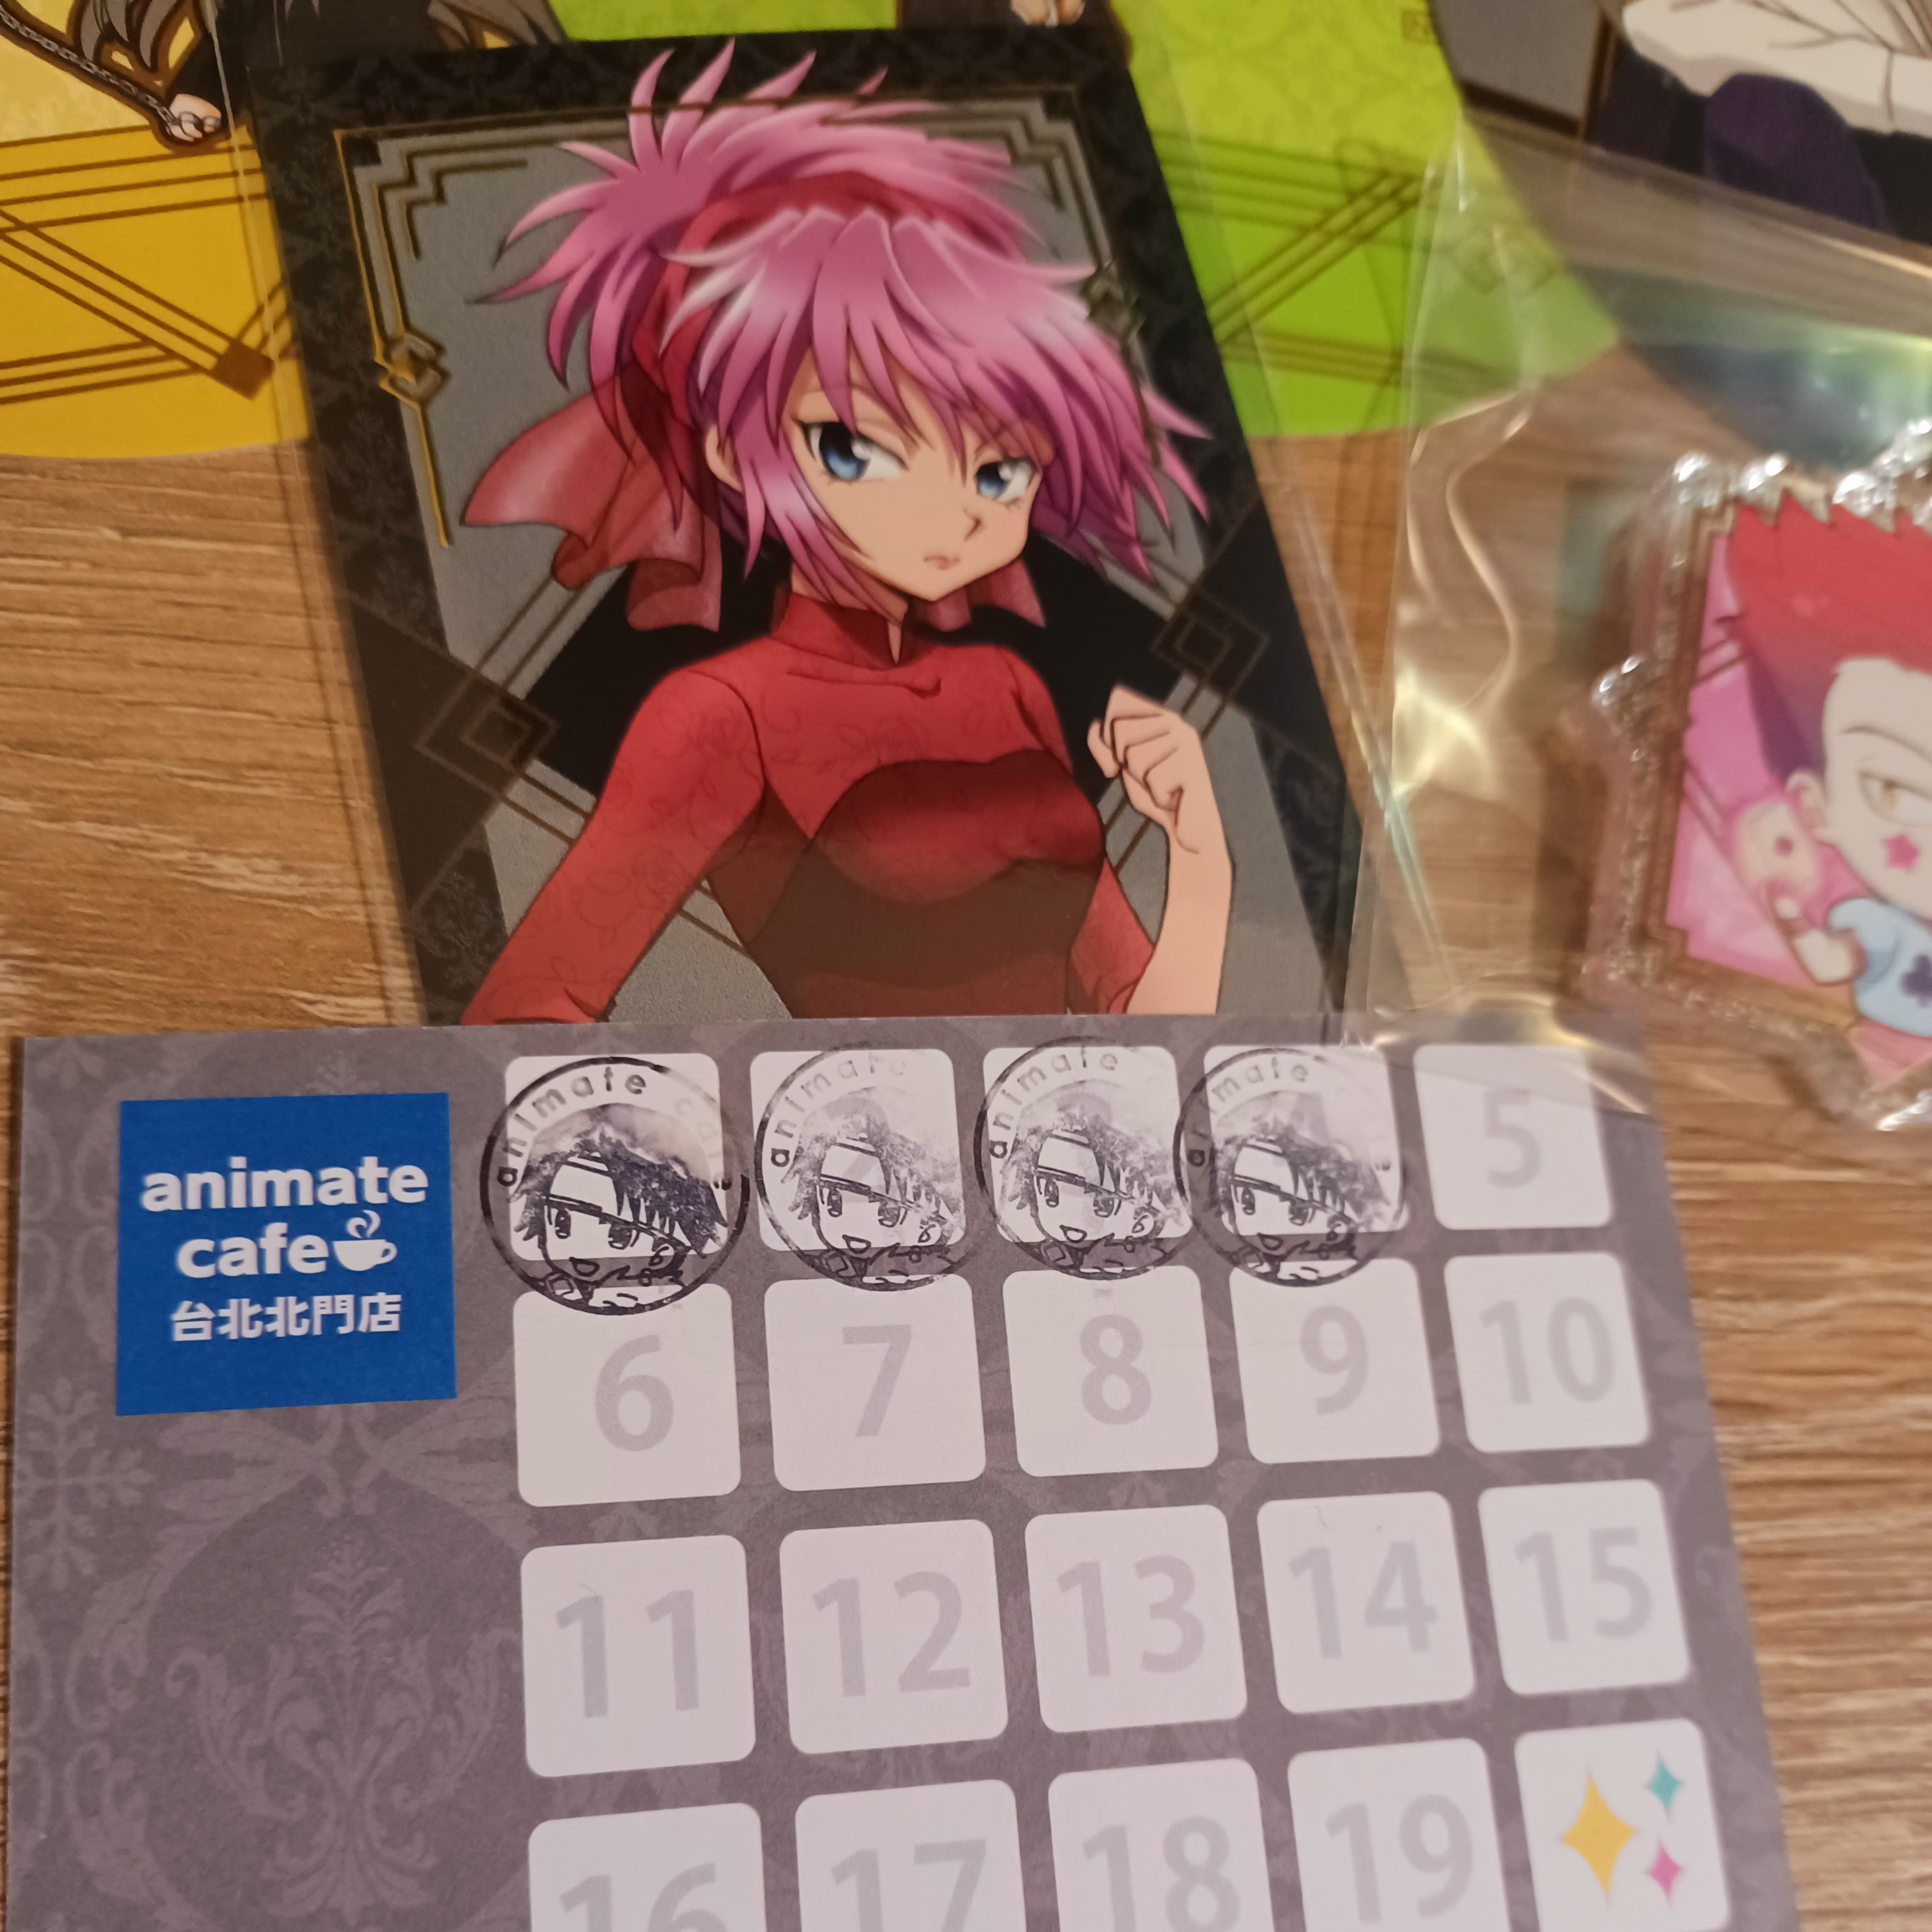 animate
cafe
台北北門店
animate cafe
animate
animate
animate
5
6
7
8
9
10
11
12
13
14
15
16
17
18
19